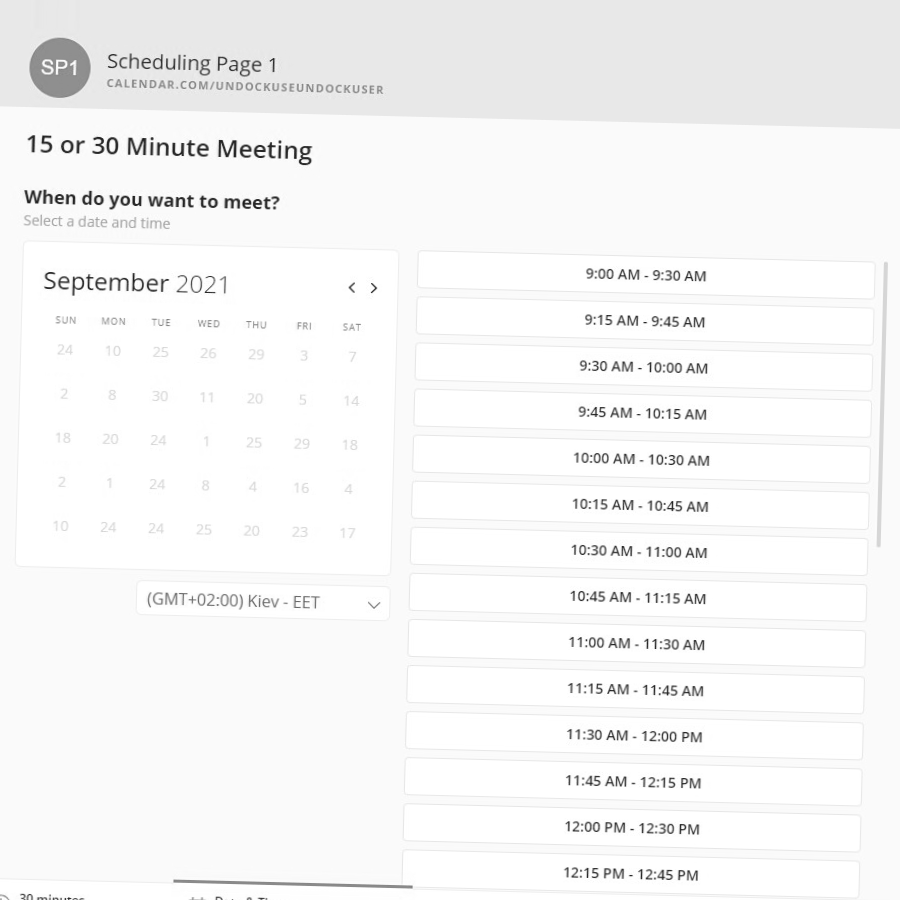 SP1
Scheduling Page 1
CALENDAR.COM/UNDOCKUSEUNDOCKUSER
15 or 30 Minute Meeting
When do you want to meet?
Select a date and time
September 2021
SUN MON TUE WED THU FRI SAT
24 10 25 26 29 3 7
2 8 30 11 20 5 14
18 20 24 1 25 29 18
2 1 24 8 4 16 4
10 24 24 25 20 23 17
(GMT+02:00) Kiev - EET
9:00 AM - 9:30 AM
9:15 AM - 9:45 AM
9:30 AM - 10:00 AM
9:45 AM - 10:15 AM
10:00 AM - 10:30 AM
10:15 AM - 10:45 AM
10:30 AM - 11:00 AM
10:45 AM - 11:15 AM
11:00 AM - 11:30 AM
11:15 AM - 11:45 AM
11:30 AM - 12:00 PM
11:45 AM - 12:15 PM
12:00 PM - 12:30 PM
12:15 PM - 12:45 PM
30 minutes